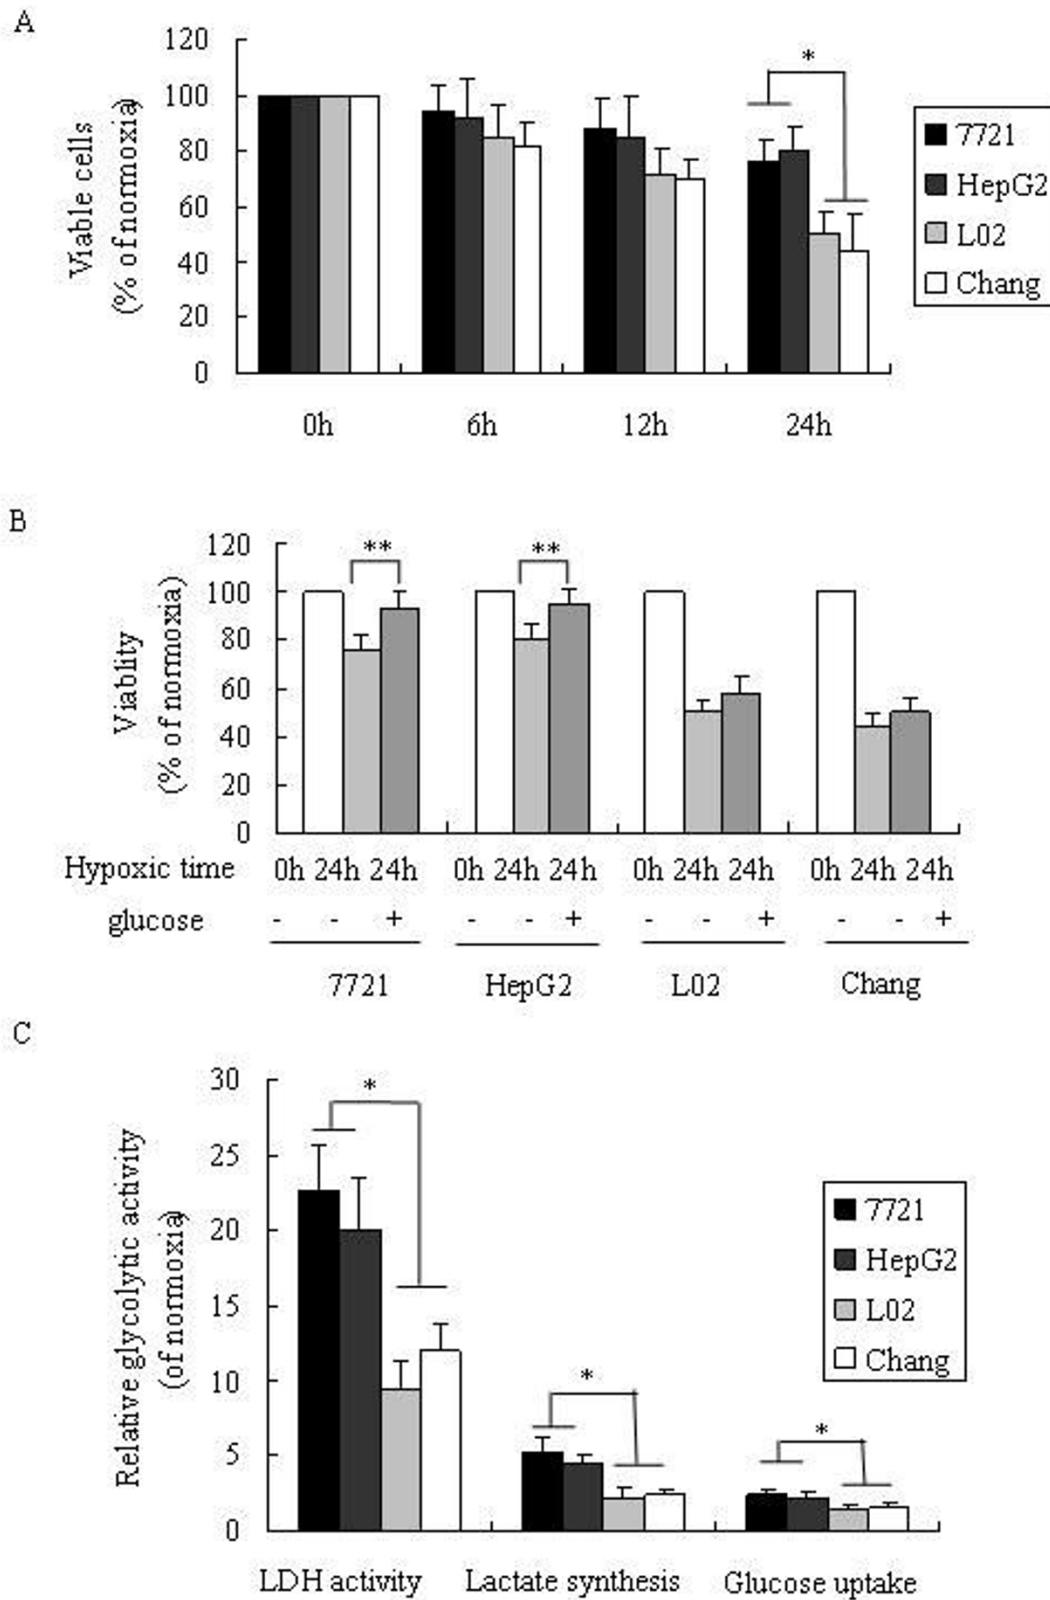 A
120
100
80
60
40
20
0
Viable cells
(% of normoxia)
*
7721
HepG2
L02
Chang
0h 6h 12h 24h
B
120
100
80
60
40
20
0
Viablity
(% of normoxia)
** **
Hypoxic time 0h 24h 24h 0h 24h 24h 0h 24h 24h 0h 24h 24h
glucose - - + - - + - - + - - +
7721 HepG2 L02 Chang
C
30
25
20
15
10
5
0
Relative glycolytic activity
(of normoxia)
*
*
*
7721
HepG2
L02
Chang
LDH activity Lactate synthesis Glucose uptake